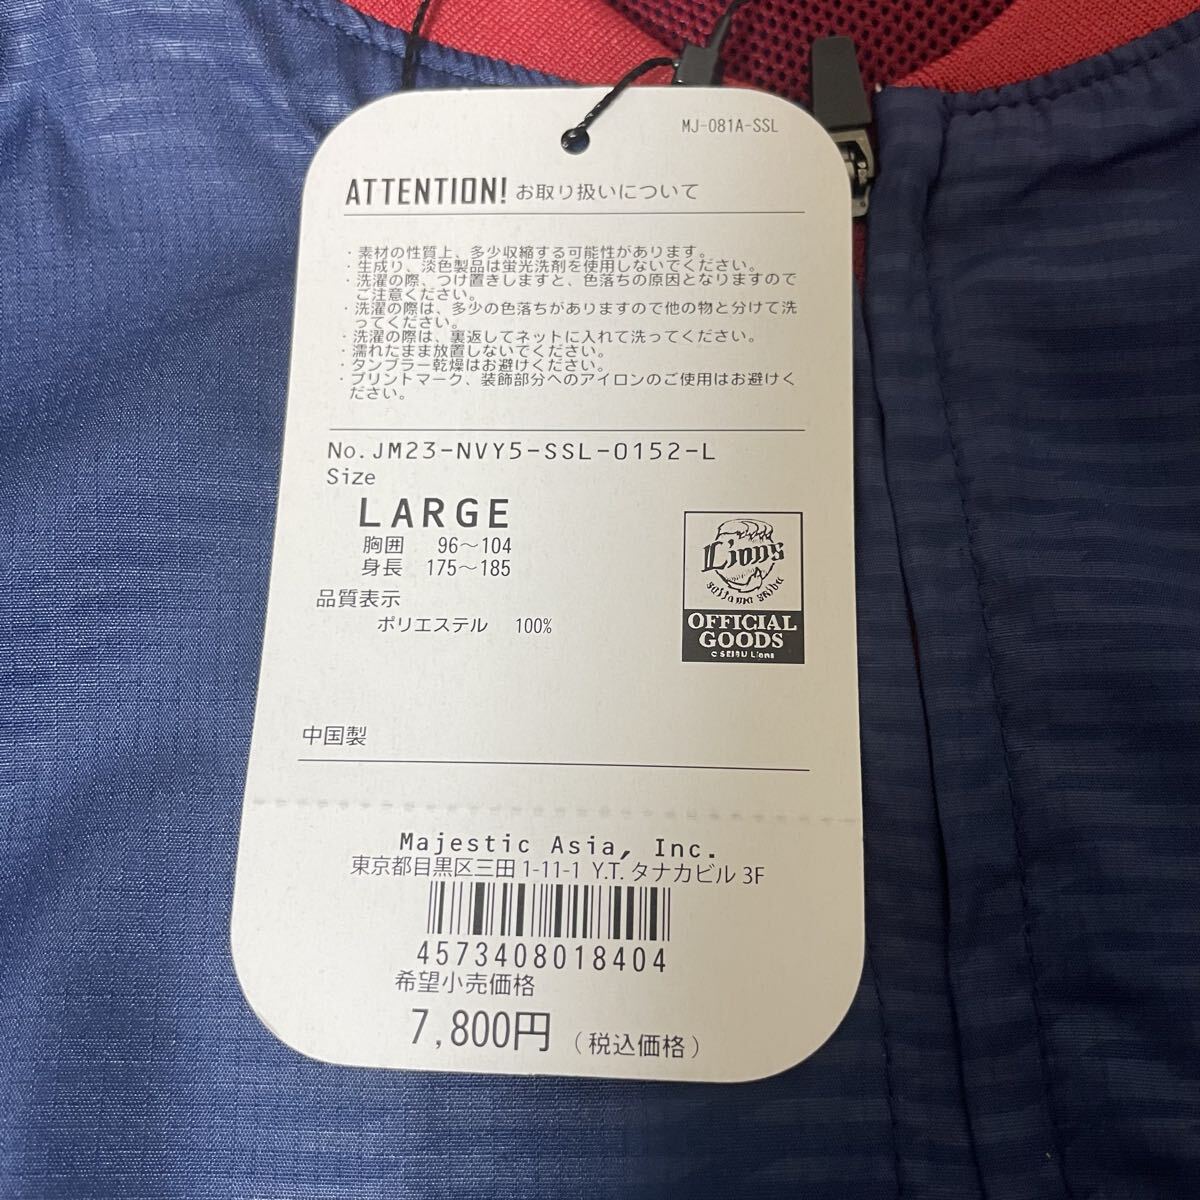 MJ-081A-SSL
ATTENTION! お取り扱いについて
・素材の性質上、多少収縮する可能性があります。
・生成り、淡色製品は蛍光洗剤を使用しないでください。
・洗濯の際、つけ置きしますと、色落ちの原因となりますので
ご注意ください。
・洗濯の際は、多少の色落ちがありますので他の物と分けて洗
ってください。
・洗濯の際は、裏返してネットに入れて洗ってください。
・濡れたまま放置しないでください。
・タンブラー乾燥はお避けください。
・プリントマーク、装飾部分へのアイロンのご使用はお避けく
ださい。
No.JM23-NVY5-SSL-0152-L
Size
LARGE
胸囲 96～104
身長 175～185
品質表示
ポリエステル 100%
Lions
saitama seibu
OFFICIAL
GOODS
© SEIBU Lions
中国製
Majestic Asia, Inc.
東京都目黒区三田 1-11-1 Y.T. タナカビル 3F
4573408018404
希望小売価格
7,800円 (税込価格)